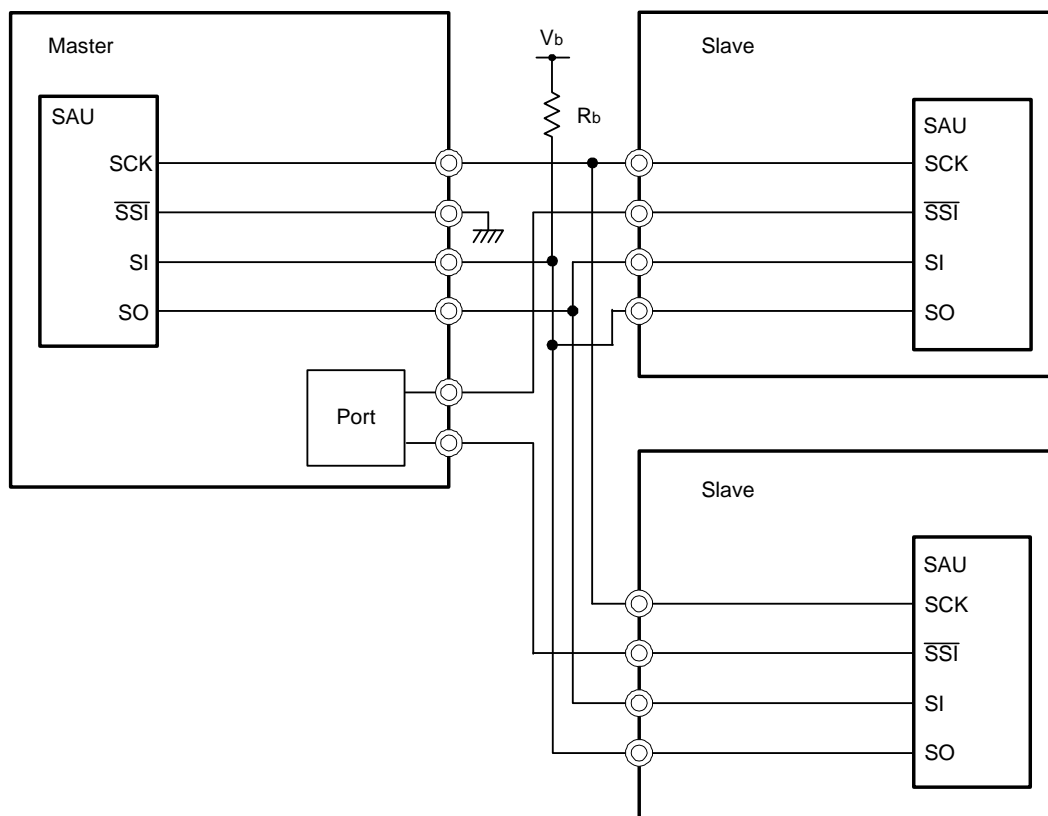 Master
SAU
SCK
SSI
SI
SO
Port
Vb
Rb
Slave
SAU
SCK
SSI
SI
SO
Slave
SAU
SCK
SSI
SI
SO